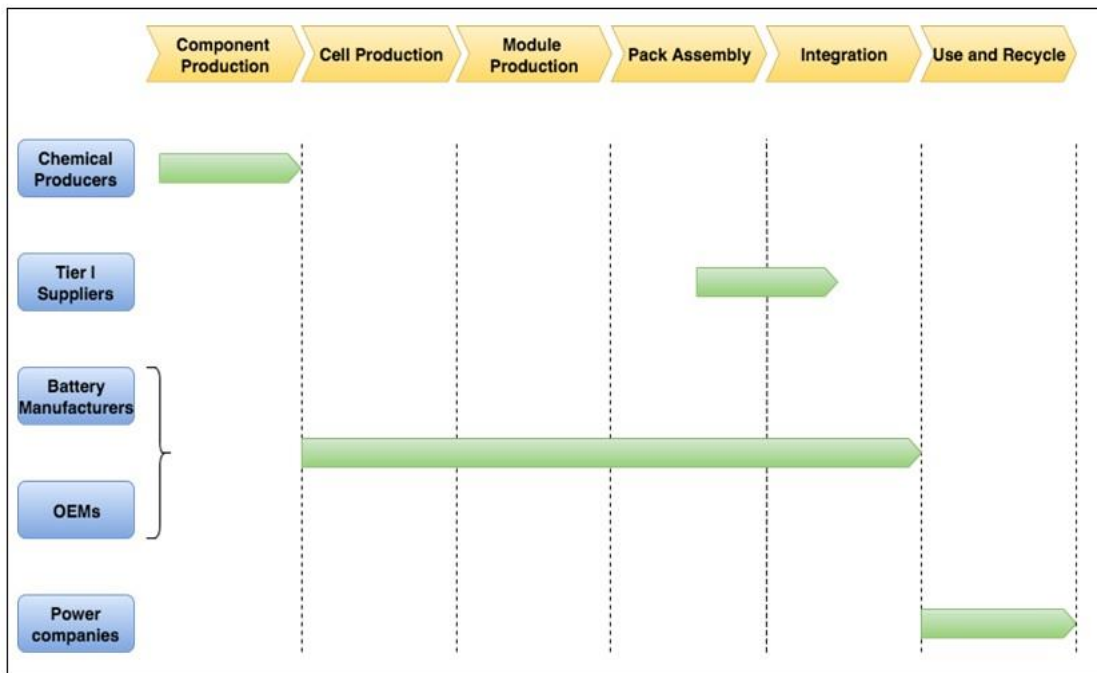 Component
Production
Cell Production
Module
Production
Pack Assembly
Integration
Use and Recycle
Chemical
Producers
Tier I
Suppliers
Battery
Manufacturers
OEMs
Power
companies